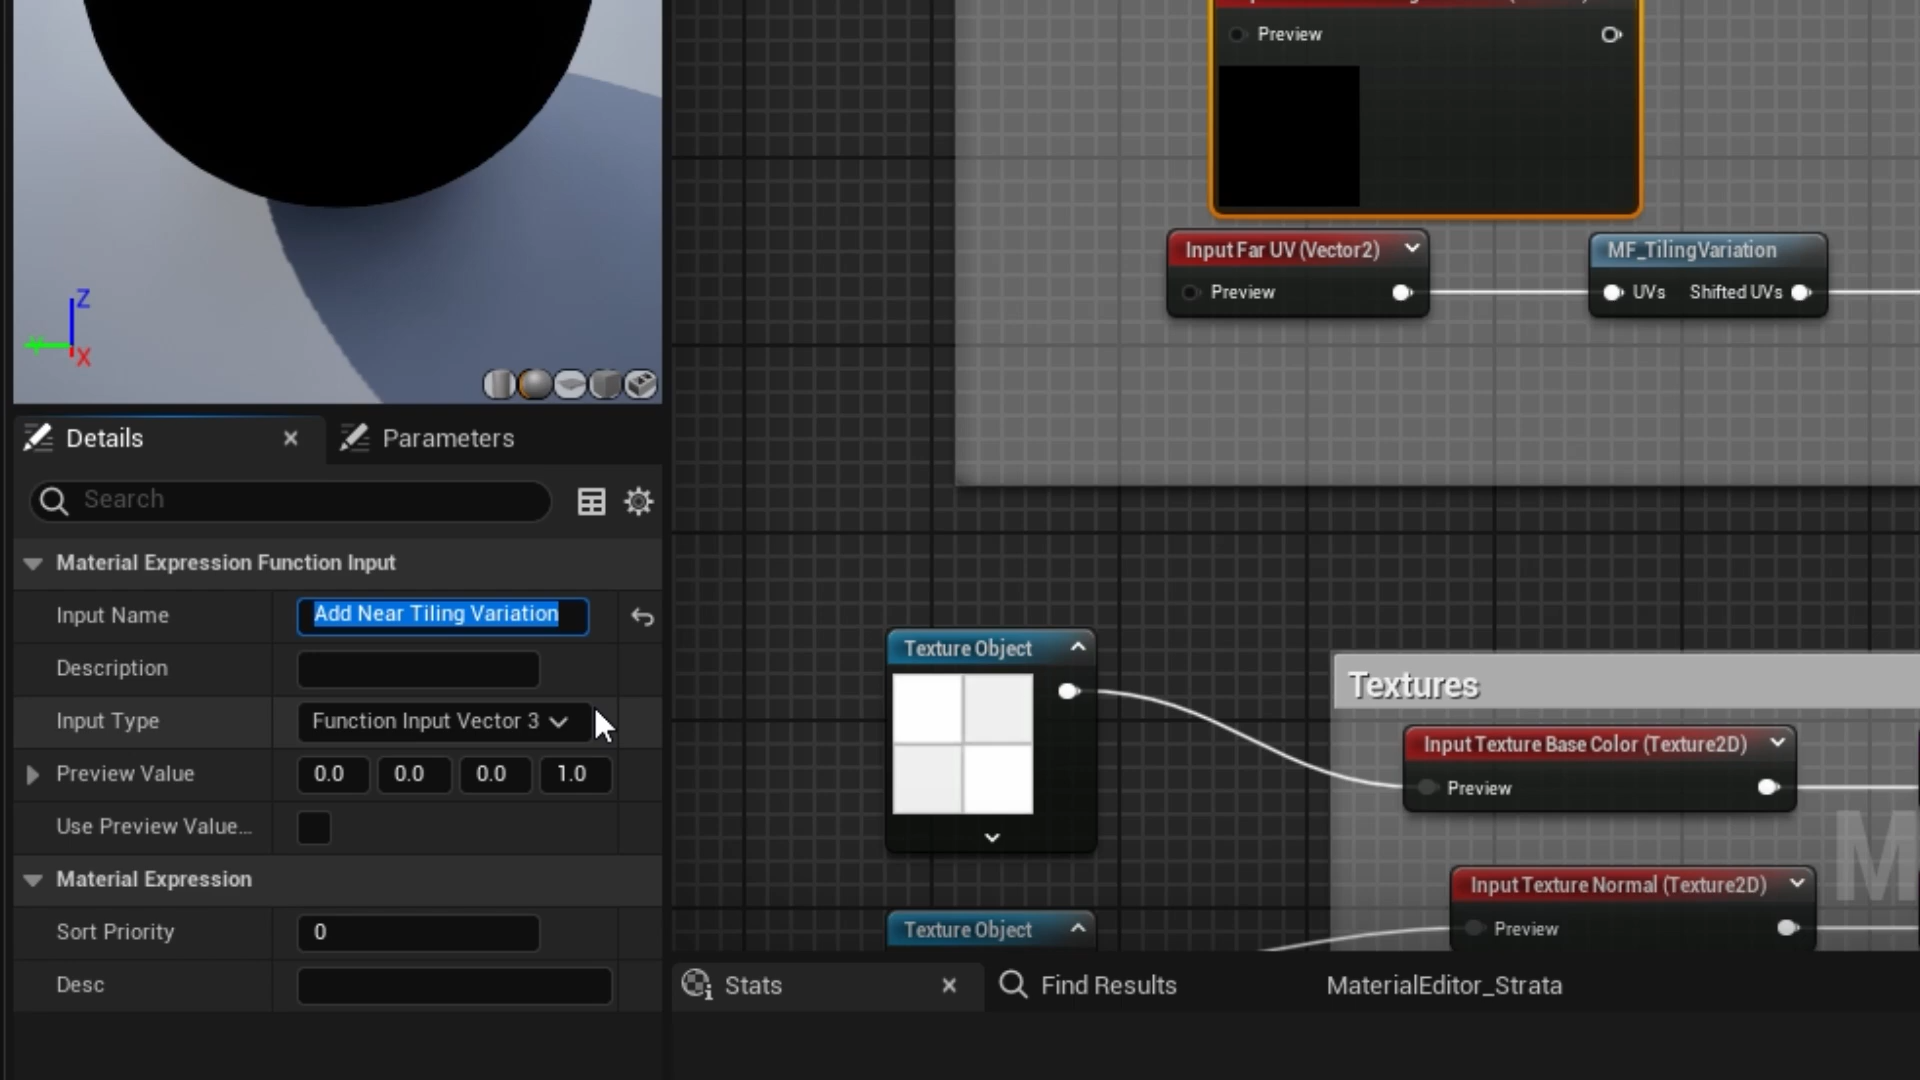 Preview
Input Far UV (Vector2)
Preview
MF_TilingVariation
UVs Shifted UVs
Z
Y
X
Details
Parameters
Search
Material Expression Function Input
Input Name
Add Near Tiling Variation
Description
Input Type
Function Input Vector 3
Preview Value
0.0 0.0 0.0 1.0
Use Preview Value...
Material Expression
Sort Priority
0
Desc
Texture Object
Textures
Input Texture Base Color (Texture2D)
Preview
Input Texture Normal (Texture2D)
Preview
Texture Object
M
Stats
Find Results
MaterialEditor_Strata